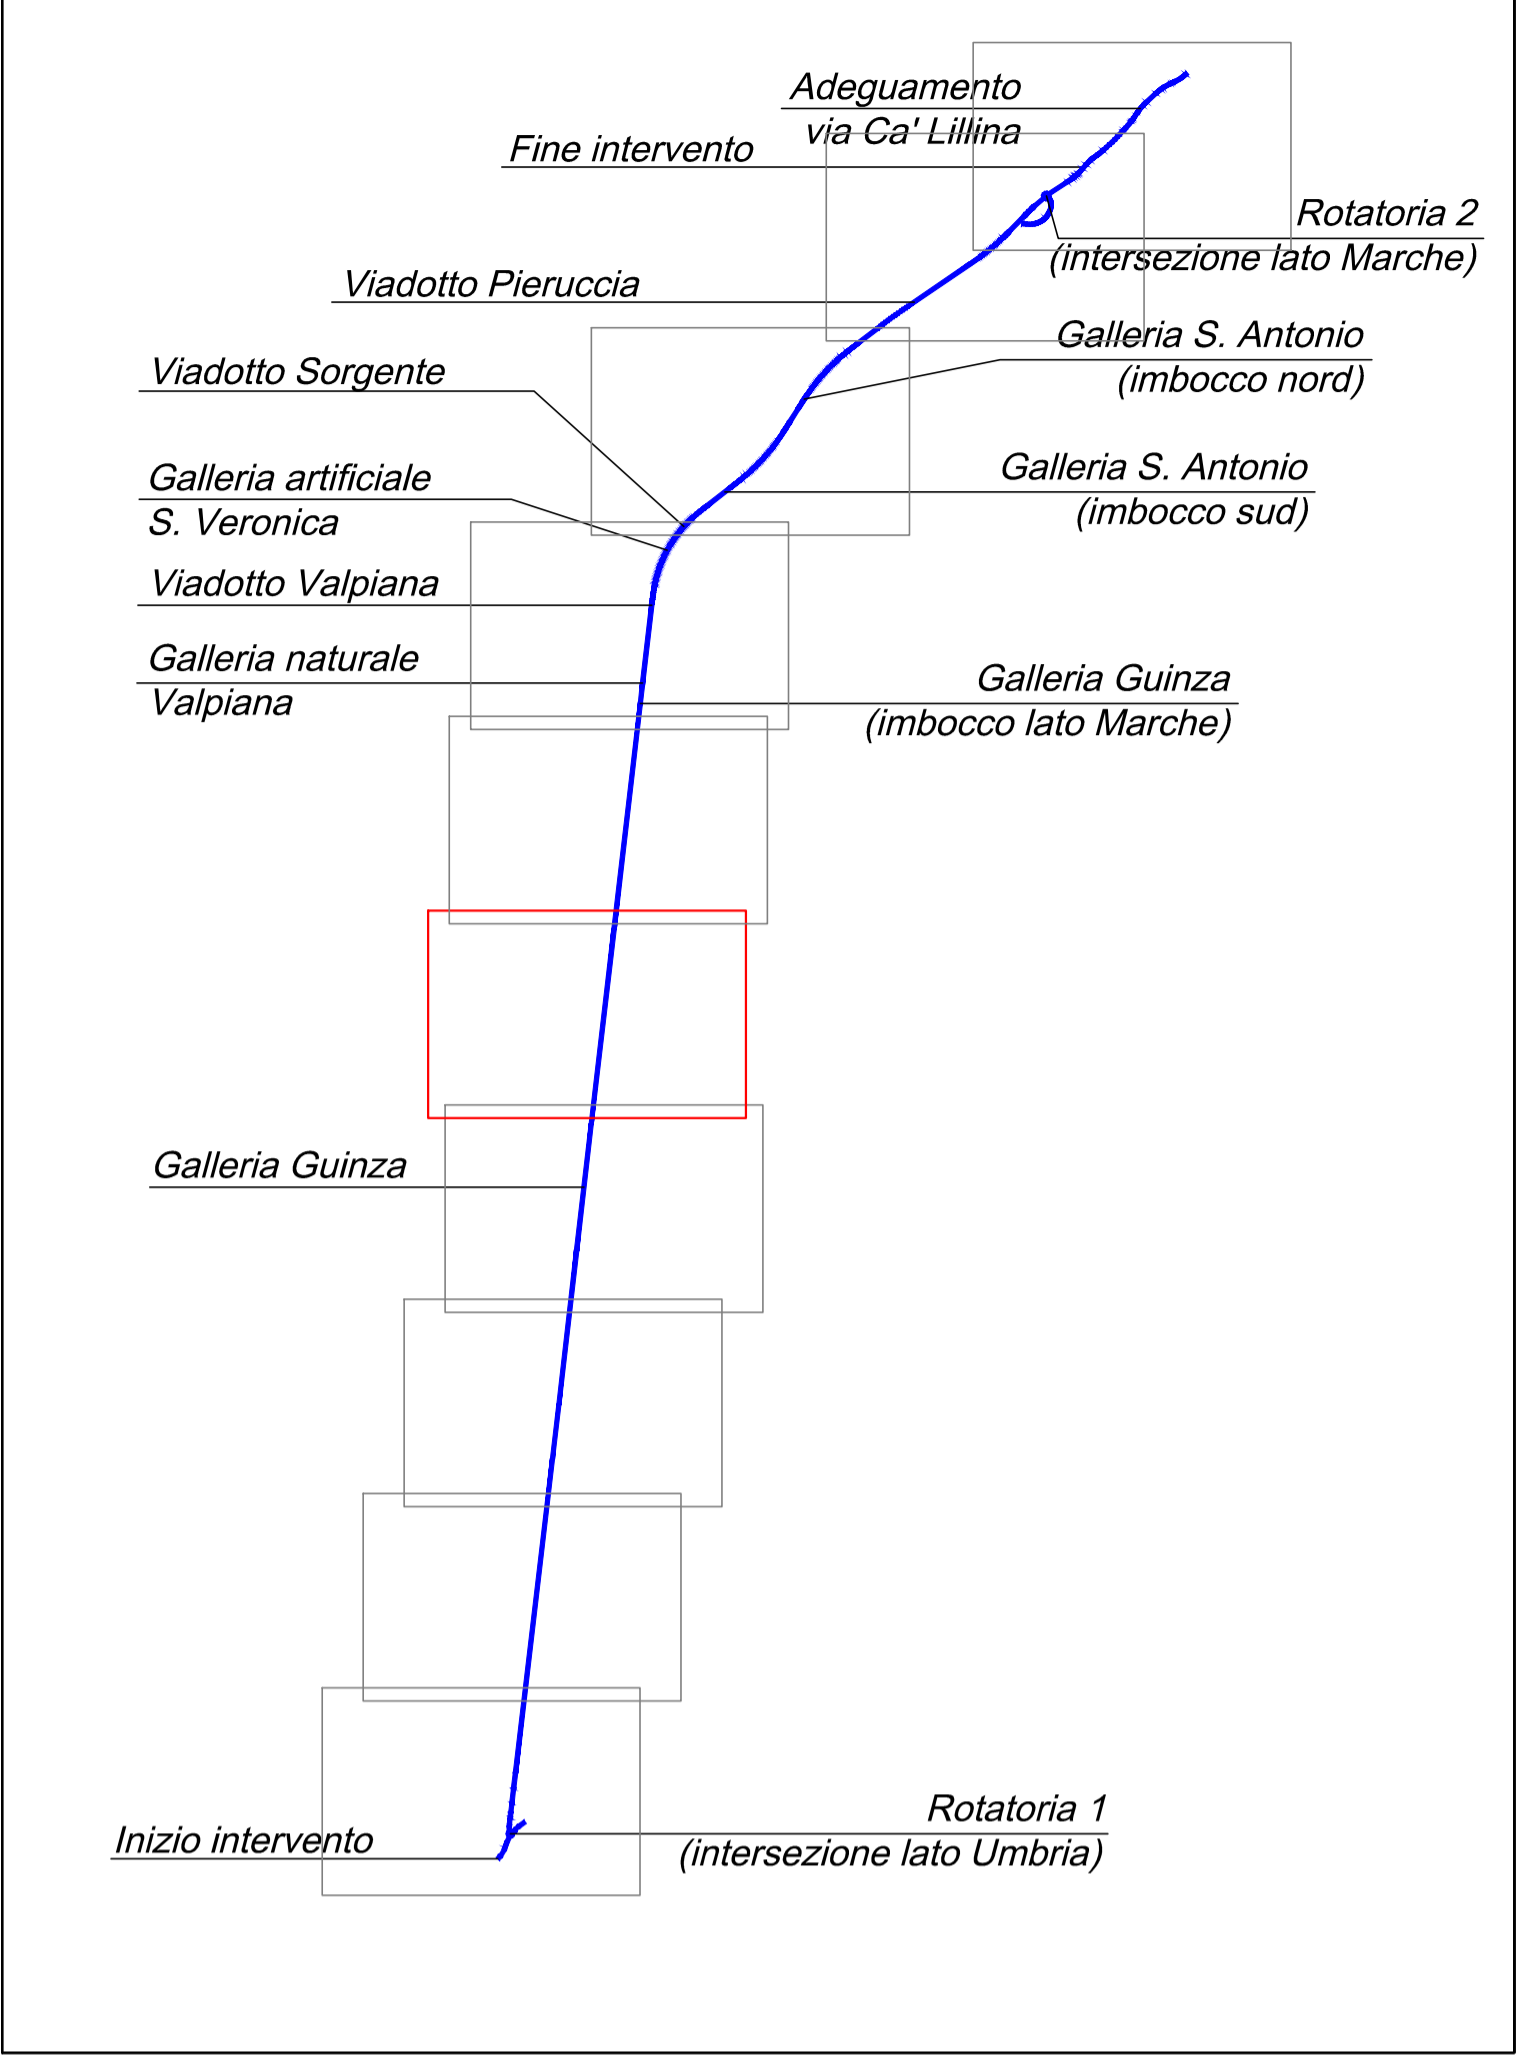 Adeguamento
via Ca' Lillina
Fine intervento
Rotatoria 2
(intersezione lato Marche)
Viadotto Pieruccia
Galleria S. Antonio
(imbocco nord)
Viadotto Sorgente
Galleria S. Antonio
(imbocco sud)
Galleria artificiale
S. Veronica
Viadotto Valpiana
Galleria naturale
Valpiana
Galleria Guinza
(imbocco lato Marche)
Galleria Guinza
Rotatoria 1
(intersezione lato Umbria)
Inizio intervento